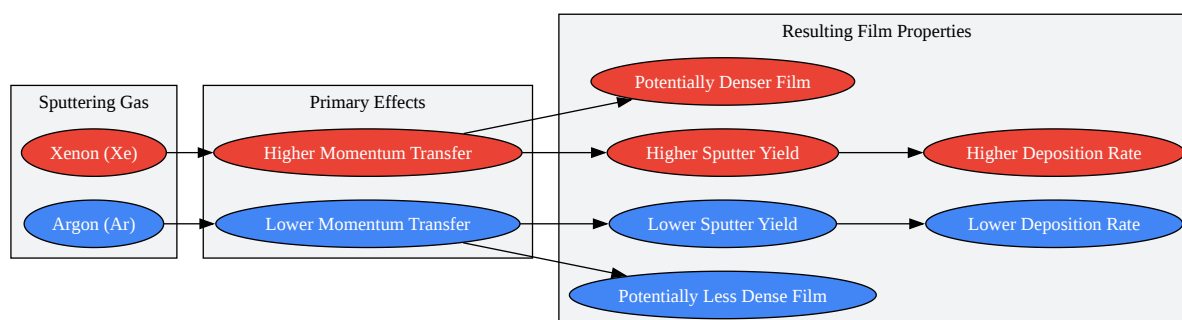 Sputtering Gas
Xenon (Xe)
Argon (Ar)
Primary Effects
Higher Momentum Transfer
Lower Momentum Transfer
Resulting Film Properties
Potentially Denser Film
Higher Sputter Yield
Higher Deposition Rate
Lower Sputter Yield
Lower Deposition Rate
Potentially Less Dense Film